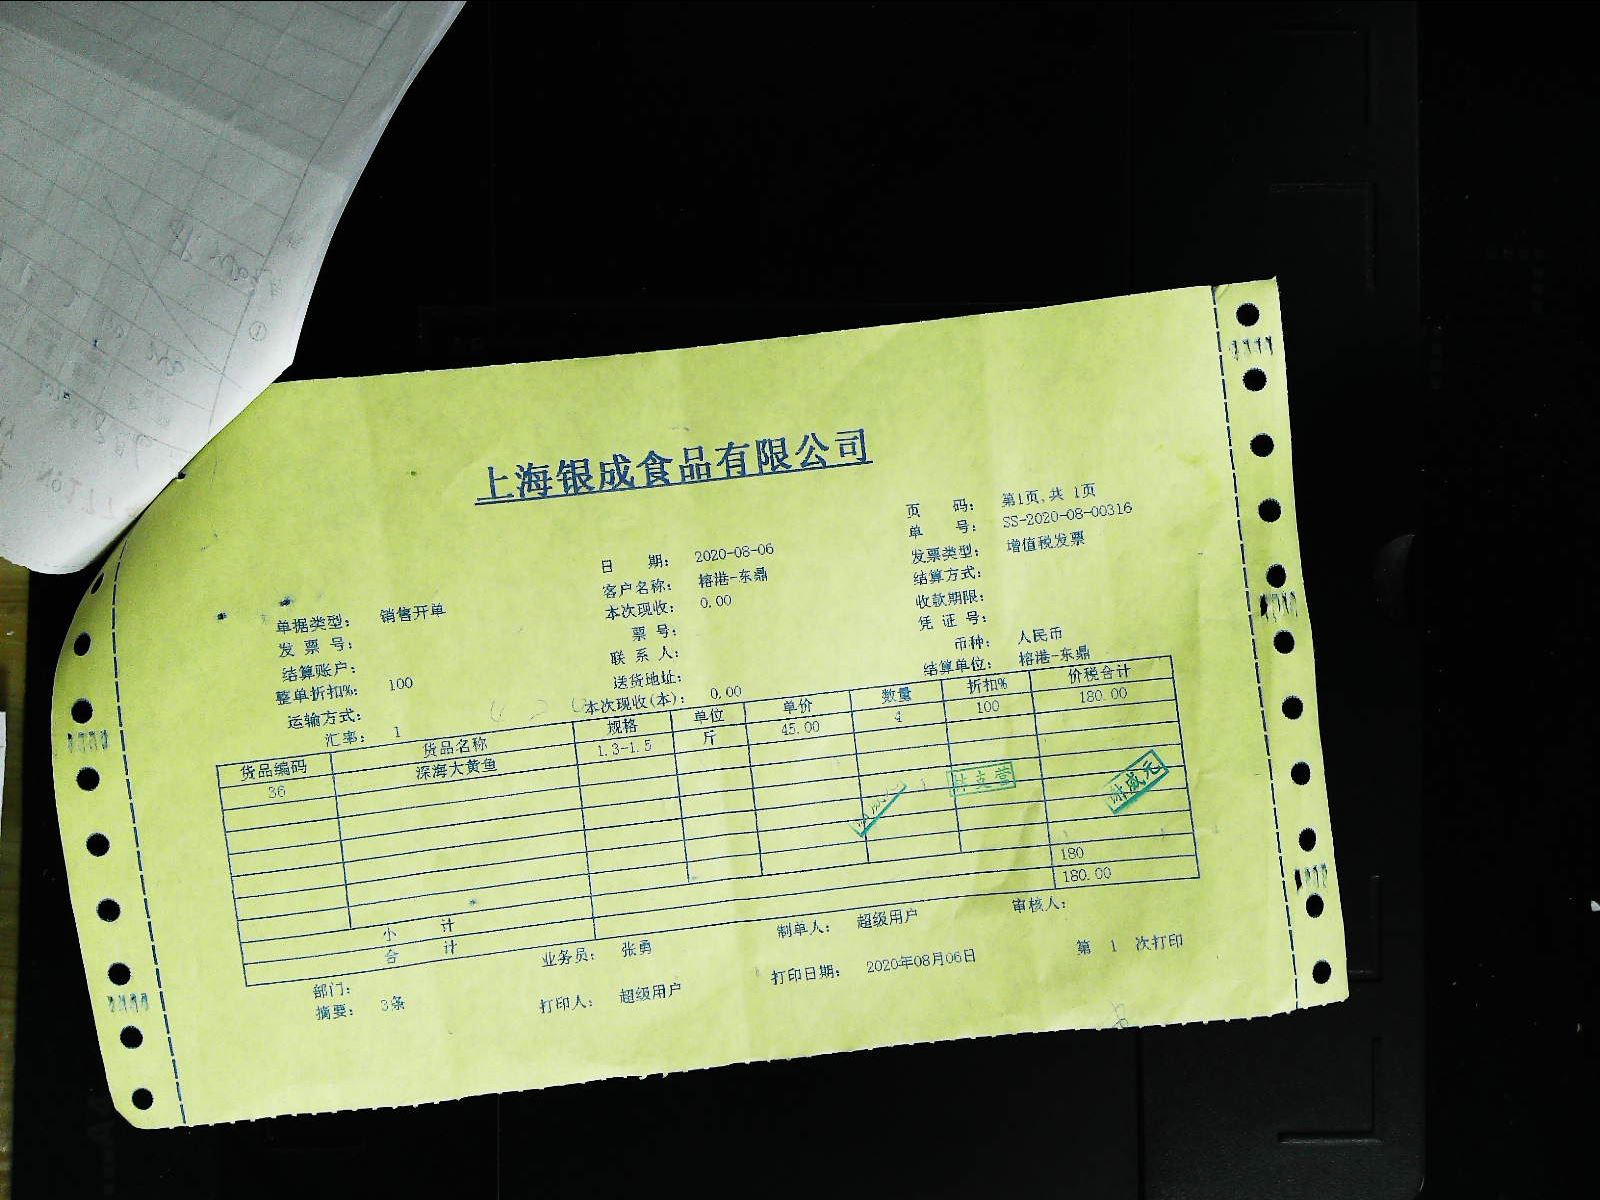 上海银成食品有限公司
页 码： 第1页,共 1页
单 号： SS-2020-08-00316
日 期： 2020-08-06 发票类型： 增值税发票
客户名称： 榕港-东鼎 结算方式：
单据类型： 销售开单 本次现收： 0.00 收款期限：
发 票 号： 票 号： 凭 证 号：
结算账户： 联 系 人： 币种： 人民币
整单折扣%： 100 送货地址： 结算单位： 榕港-东鼎
运输方式： 本次现收(本)： 0.00
汇率： 1
货品编码 货品名称 规格 单位 单价 数量 折扣% 价税合计
36 深海大黄鱼 1.3-1.5 斤 45.00 4 100 180.00
小 计 180
合 计 180.00
部门： 业务员： 张勇 制单人： 超级用户 审核人：
摘要： 3条 打印人： 超级用户 打印日期： 2020年08月06日 第 1 次打印